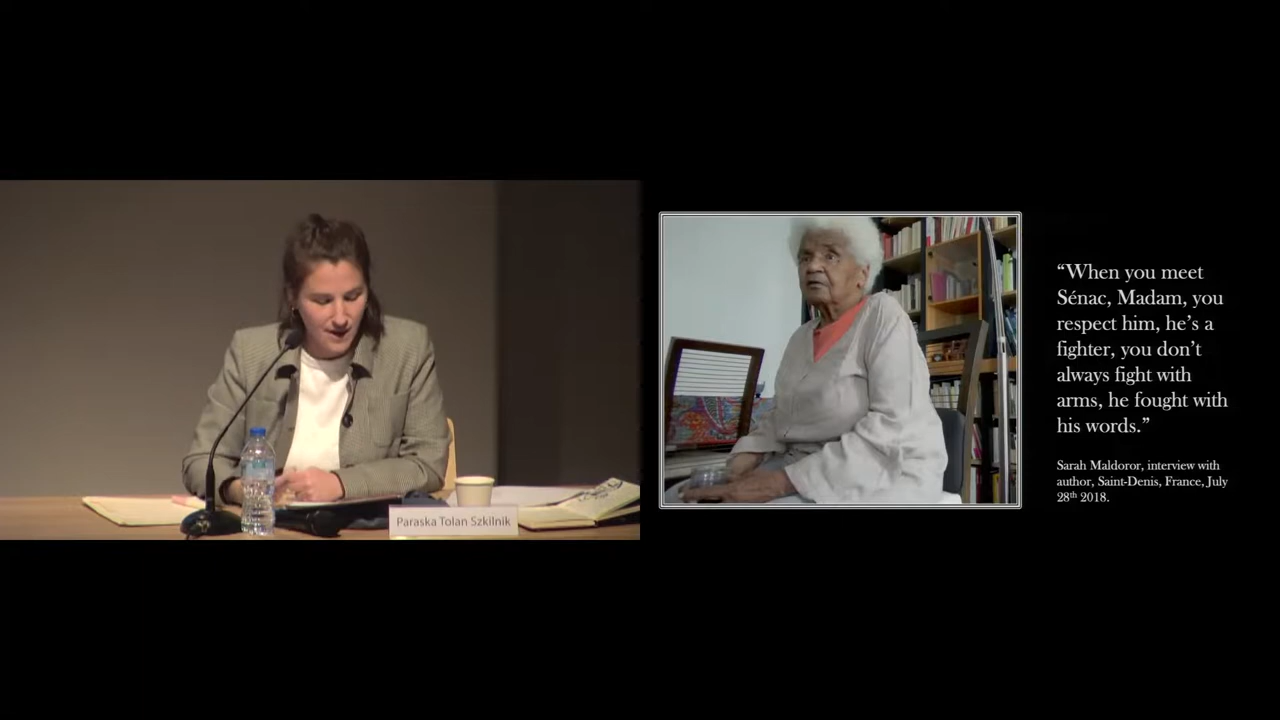 Paraska Tolan Szkilnik
“When you meet
Sénac, Madam, you
respect him, he’s a
fighter, you don’t
always fight with
arms, he fought with
his words.”
Sarah Maldoror, interview with
author, Saint-Denis, France, July
28th 2018.